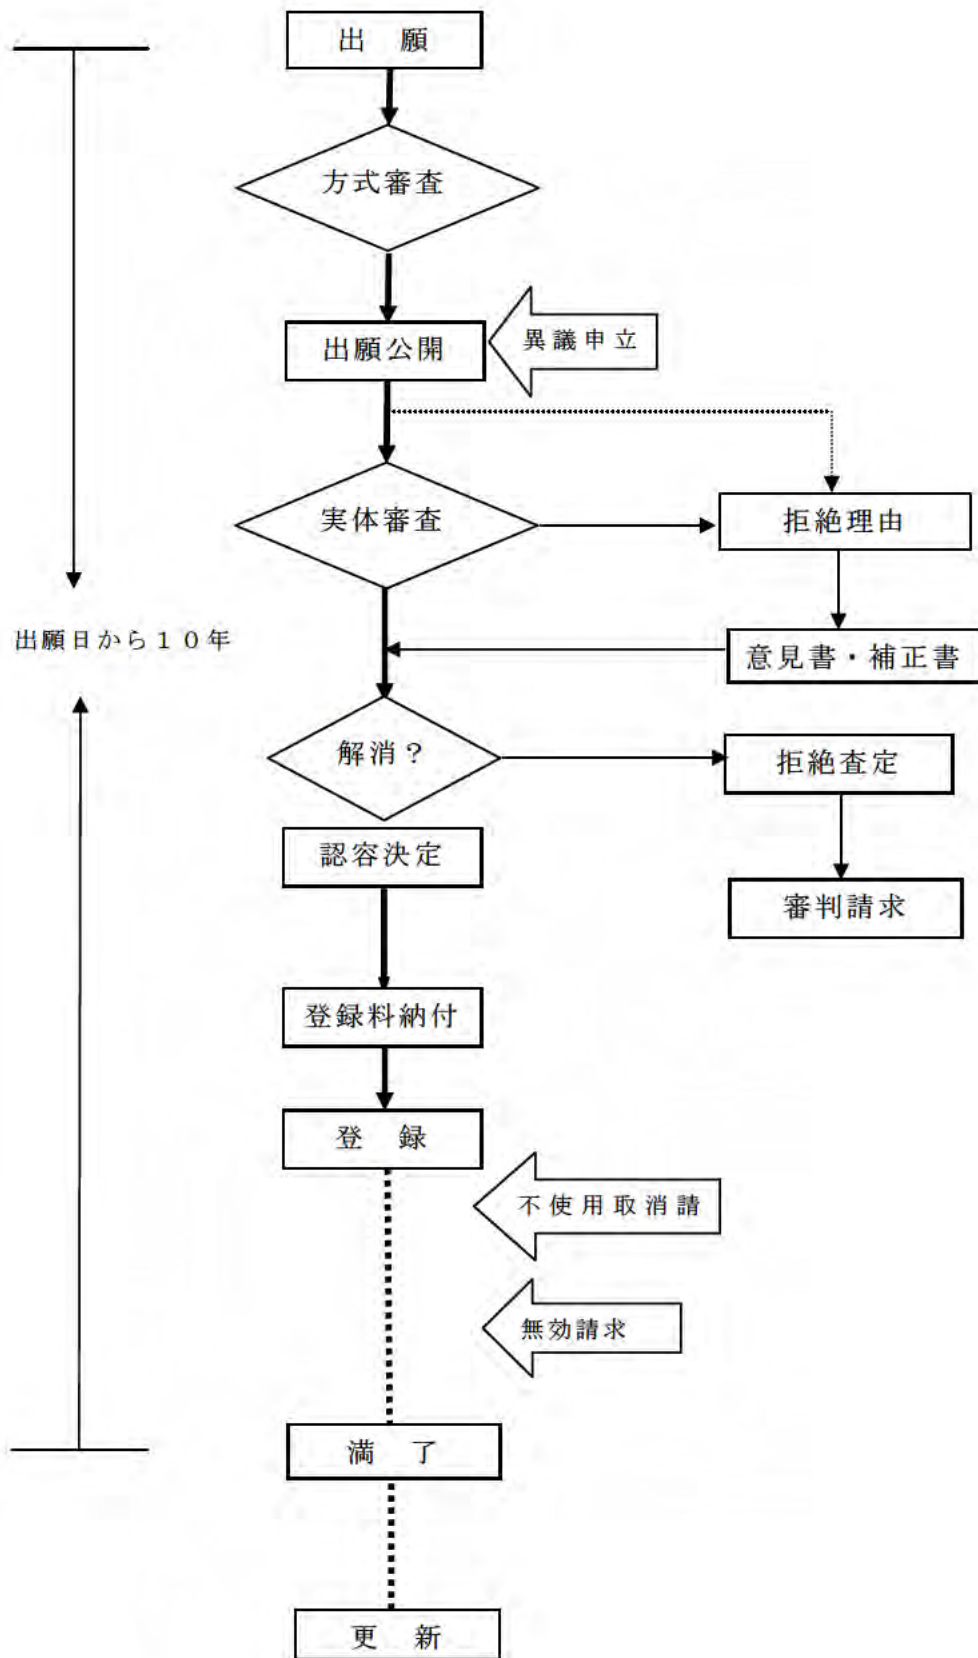 出　願
方式審査
出願公開
異議申立
実体審査
拒絶理由
出願日から１０年
意見書・補正書
解消？
拒絶査定
認容決定
審判請求
登録料納付
登　録
不使用取消請
無効請求
満　了
更　新